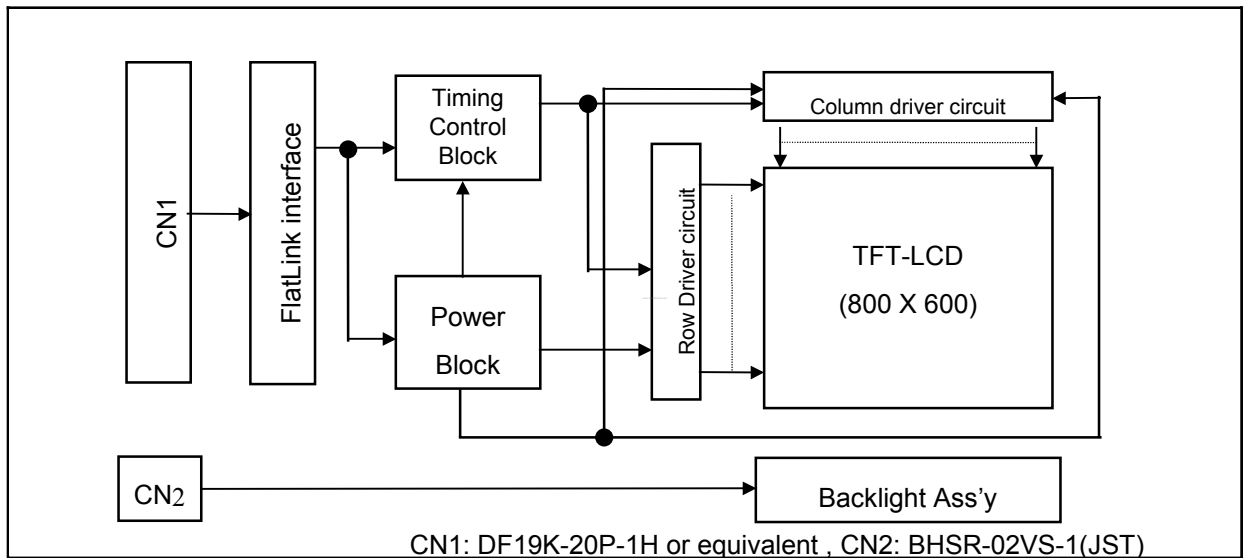 CN1
FlatLink interface
Timing
Control
Block
Power
Block
Row Driver circuit
Column driver circuit
TFT-LCD
(800 X 600)
CN2
Backlight Ass’y
CN1: DF19K-20P-1H or equivalent , CN2: BHSR-02VS-1(JST)